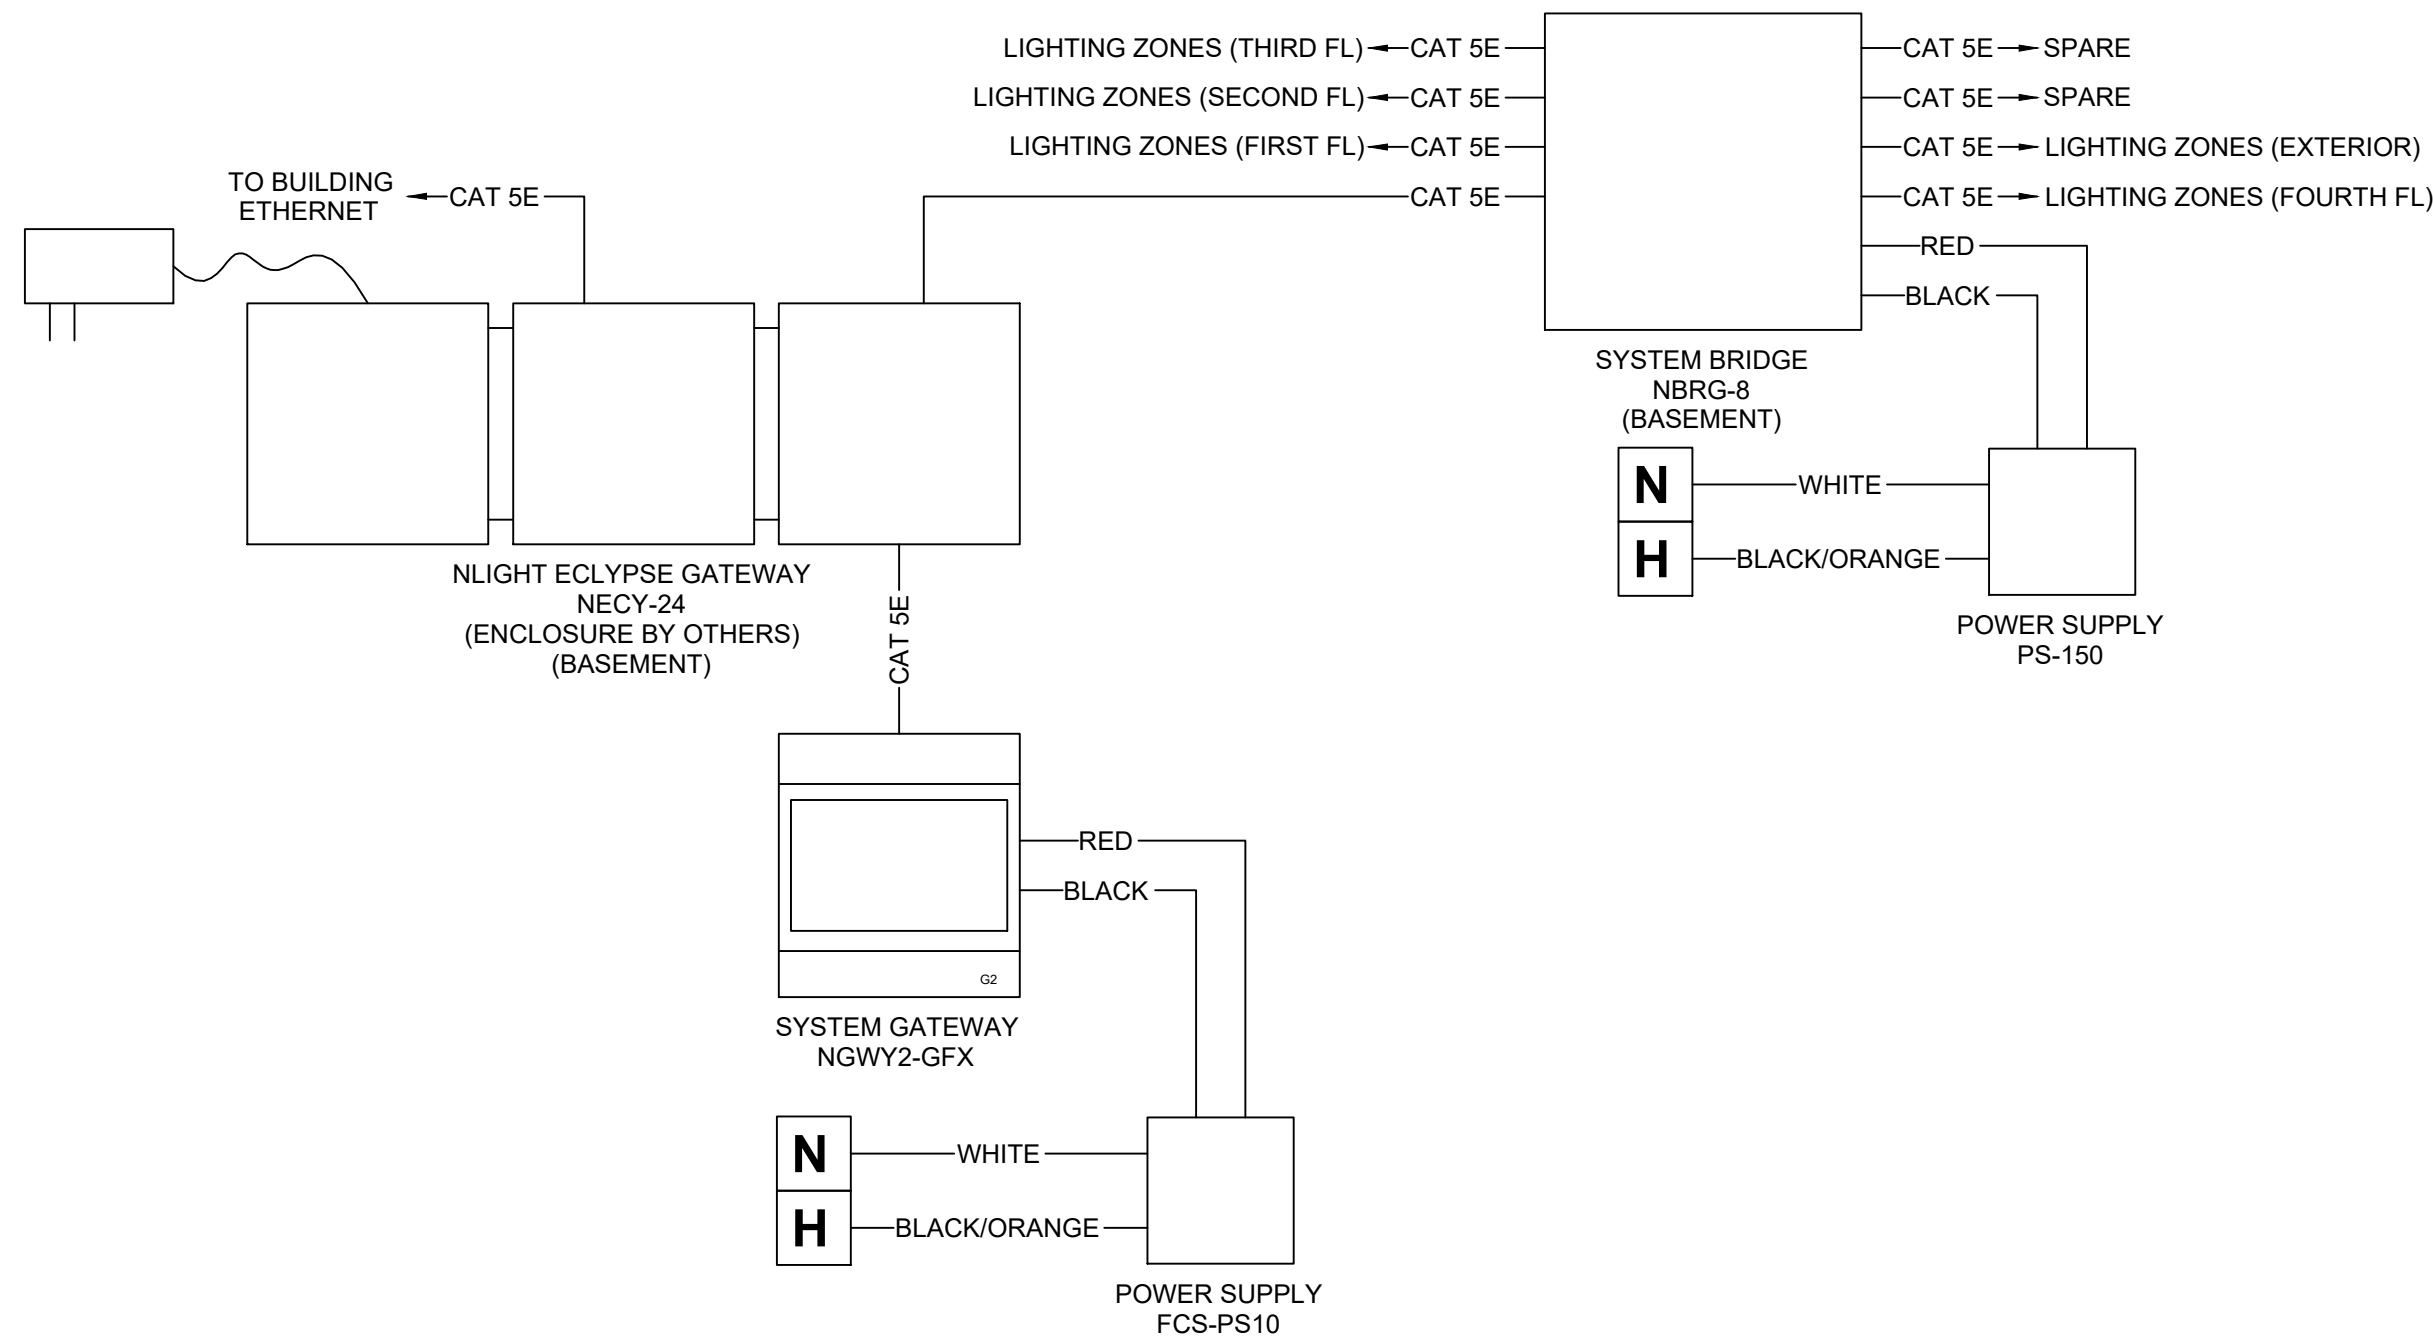 LIGHTING ZONES (THIRD FL) CAT 5E CAT 5E SPARE
LIGHTING ZONES (SECOND FL) CAT 5E CAT 5E SPARE
LIGHTING ZONES (FIRST FL) CAT 5E CAT 5E LIGHTING ZONES (EXTERIOR)
TO BUILDING
ETHERNET
CAT 5E
CAT 5E CAT 5E LIGHTING ZONES (FOURTH FL)
RED
BLACK
SYSTEM BRIDGE
NBRG-8
(BASEMENT)
N WHITE
H BLACK/ORANGE
POWER SUPPLY
PS-150
NLIGHT ECLYPSE GATEWAY
NECY-24
(ENCLOSURE BY OTHERS)
(BASEMENT)
CAT 5E
RED
BLACK
G2
SYSTEM GATEWAY
NGWY2-GFX
N WHITE
H BLACK/ORANGE
POWER SUPPLY
FCS-PS10